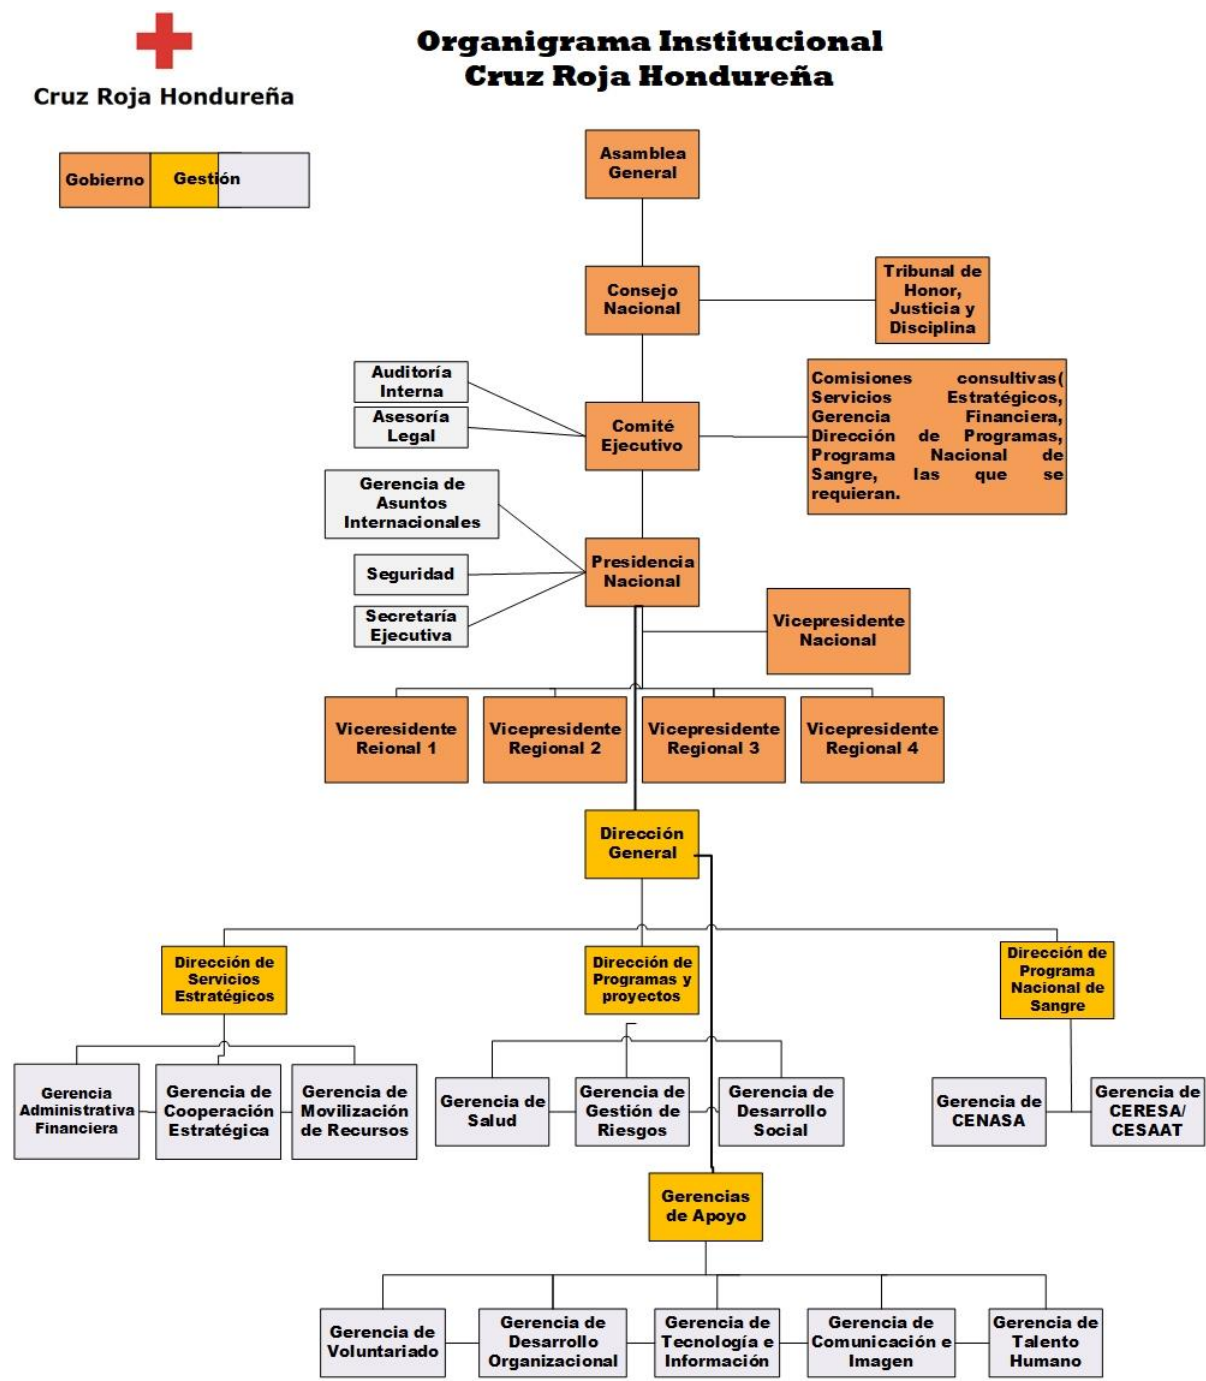 Organigrama Institucional
Cruz Roja Hondureña
Cruz Roja Hondureña
Gobierno
Gestión
Asamblea
General
Consejo
Nacional
Tribunal de
Honor,
Justicia y
Disciplina
Auditoría
Interna
Asesoría
Legal
Comité
Ejecutivo
Comisiones consultivas(
Servicios Estratégicos,
Gerencia Financiera,
Dirección de Programas,
Programa Nacional de
Sangre, las que se
requieran.
Gerencia de
Asuntos
Internacionales
Seguridad
Secretaría
Ejecutiva
Presidencia
Nacional
Vicepresidente
Nacional
Viceresidente
Reional 1
Vicepresidente
Regional 2
Vicepresidente
Regional 3
Vicepresidente
Regional 4
Dirección
General
Dirección de
Servicios
Estratégicos
Dirección de
Programas y
proyectos
Dirección de
Programa
Nacional de
Sangre
Gerencia
Administrativa
Financiera
Gerencia de
Cooperación
Estratégica
Gerencia de
Movilización
de Recursos
Gerencia de
Salud
Gerencia de
Gestión de
Riesgos
Gerencia de
Desarrollo
Social
Gerencia de
CENASA
Gerencia de
CERESA/
CESAAT
Gerencias
de Apoyo
Gerencia de
Voluntariado
Gerencia de
Desarrollo
Organizacional
Gerencia de
Tecnología e
Información
Gerencia de
Comunicación e
Imagen
Gerencia de
Talento
Humano